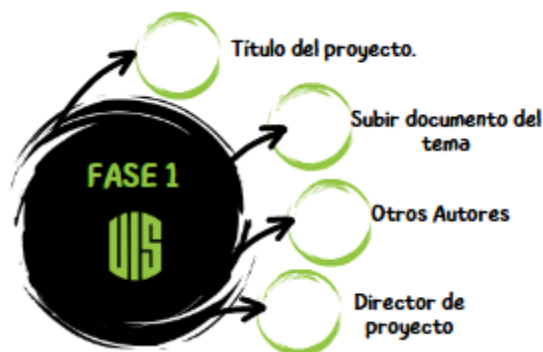 Título del proyecto.
Subir documento del
tema
FASE 1
UIS
Otros Autores
Director de
proyecto